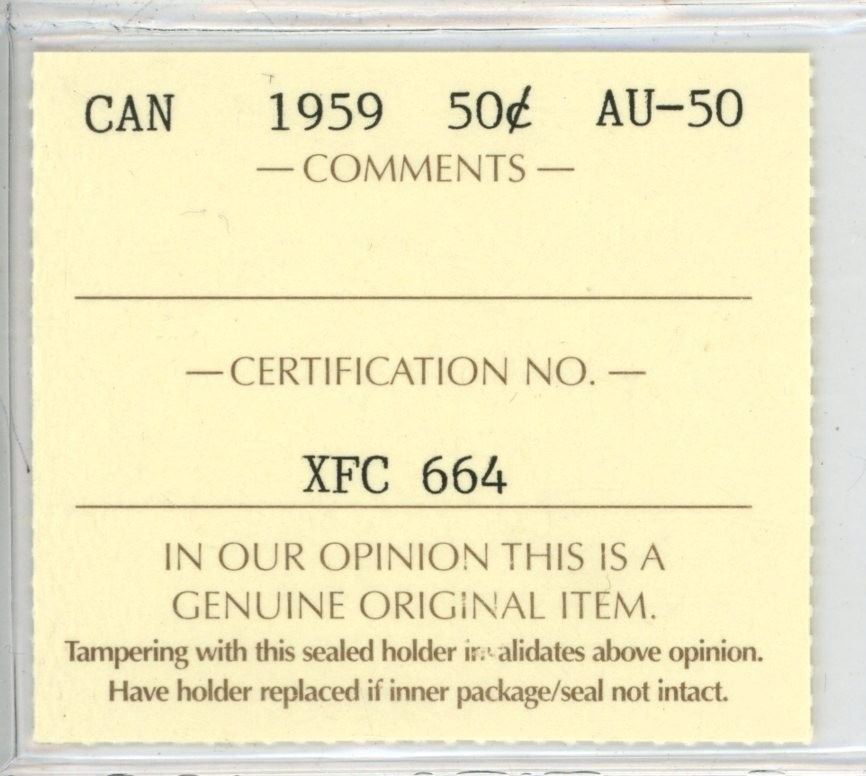 CAN 1959 50¢ AU-50
— COMMENTS —
— CERTIFICATION NO. —
XFC 664
IN OUR OPINION THIS IS A
GENUINE ORIGINAL ITEM.
Tampering with this sealed holder invalidates above opinion.
Have holder replaced if inner package/seal not intact.